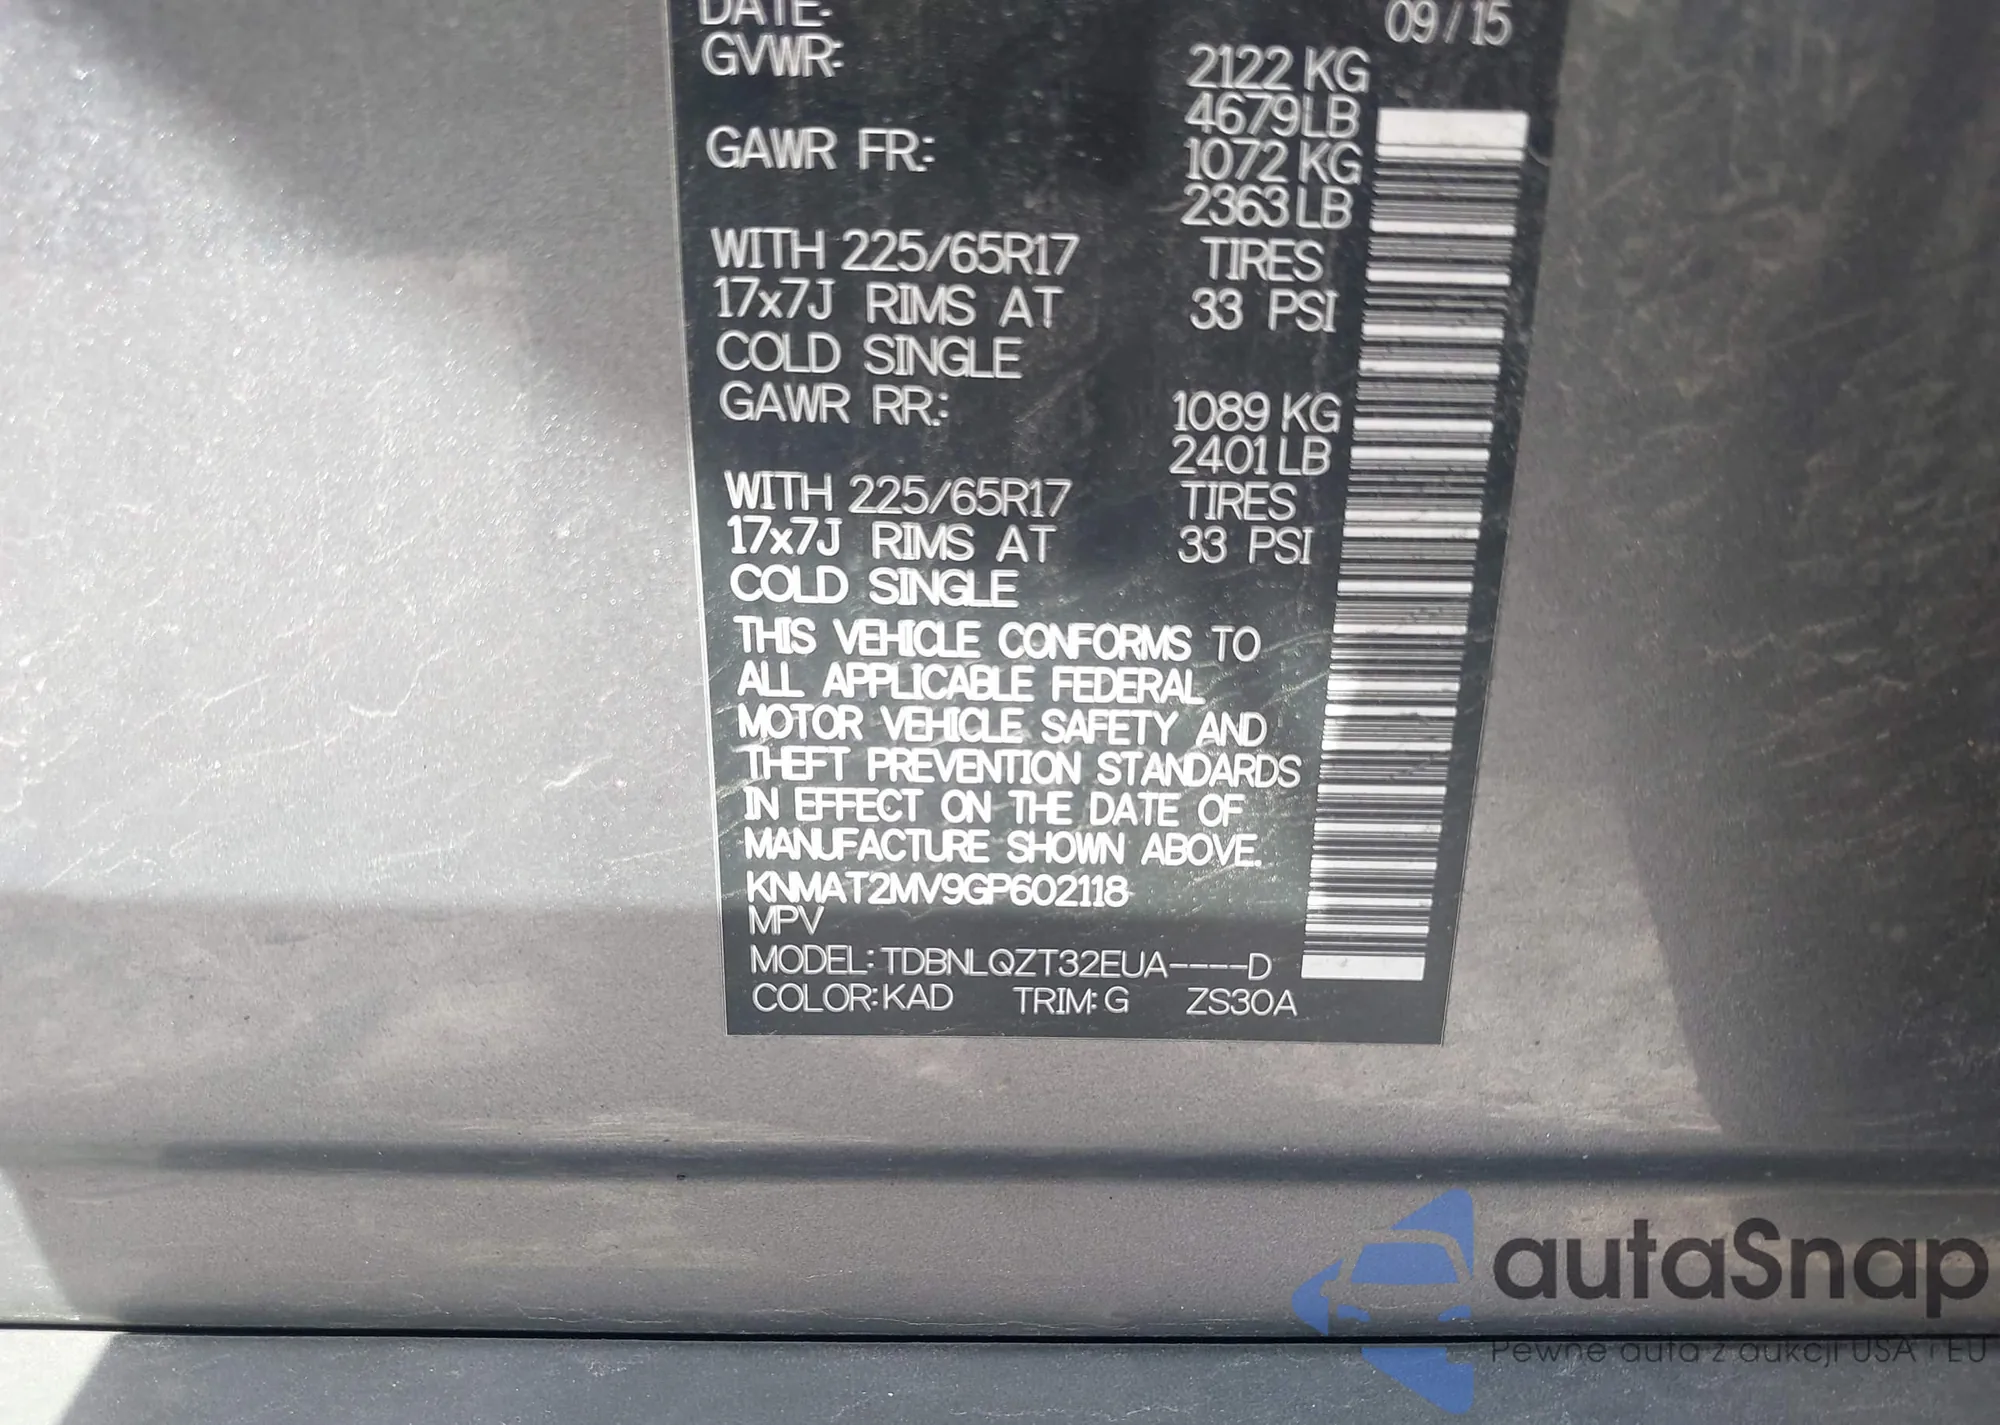 DATE: 09/15
GVWR: 2122 KG
4679 LB
GAWR FR: 1072 KG
2363 LB
WITH 225/65R17 TIRES
17x7J RIMS AT 33 PSI
COLD SINGLE
GAWR RR: 1089 KG
2401 LB
WITH 225/65R17 TIRES
17x7J RIMS AT 33 PSI
COLD SINGLE
THIS VEHICLE CONFORMS TO
ALL APPLICABLE FEDERAL
MOTOR VEHICLE SAFETY AND
THEFT PREVENTION STANDARDS
IN EFFECT ON THE DATE OF
MANUFACTURE SHOWN ABOVE.
KNMAT2MV9GP602118
MPV
MODEL: TDBNLQZT32EUA----D
COLOR: KAD TRIM: G ZS30A
autaSnap
Pewne auta z aukcji USA i EU